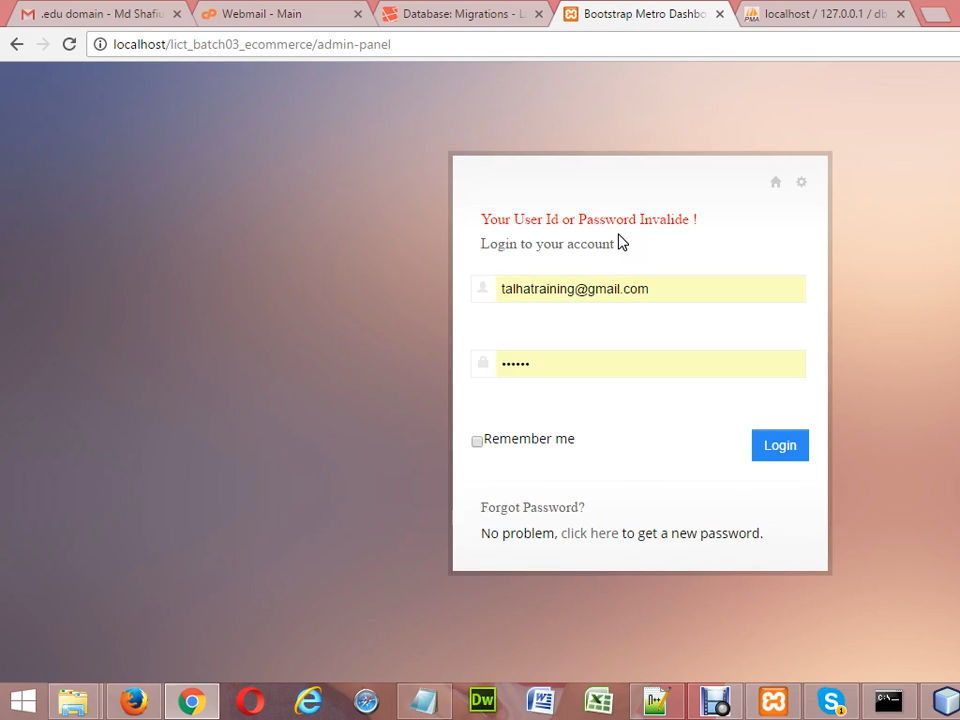 .edu domain - Md Shafiu
Webmail - Main
Database: Migrations - La
Bootstrap Metro Dashbo
localhost / 127.0.0.1 / db
localhost/lict_batch03_ecommerce/admin-panel
Your User Id or Password Invalide !
Login to your account
talhatraining@gmail.com
••••••
Remember me
Login
Forgot Password?
No problem, click here to get a new password.